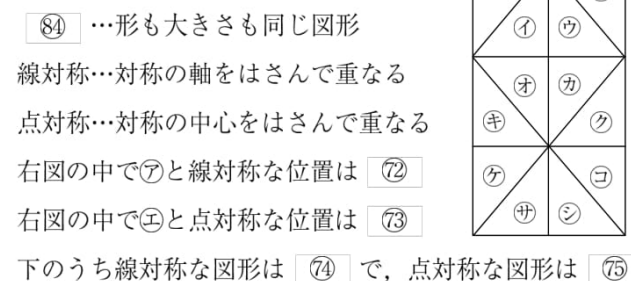 ㊽ …形も大きさも同じ図形
線対称…対称の軸をはさんで重なる
点対称…対称の中心をはさんで重なる
右図の中で㋐と線対称な位置は 72
右図の中で㋓と点対称な位置は 73
下のうち線対称な図形は 74 で，点対称な図形は 75
㋑ ㋒
㋔ ㋕
㋖ ㋗
㋘ ㋙
㋚ ㋛